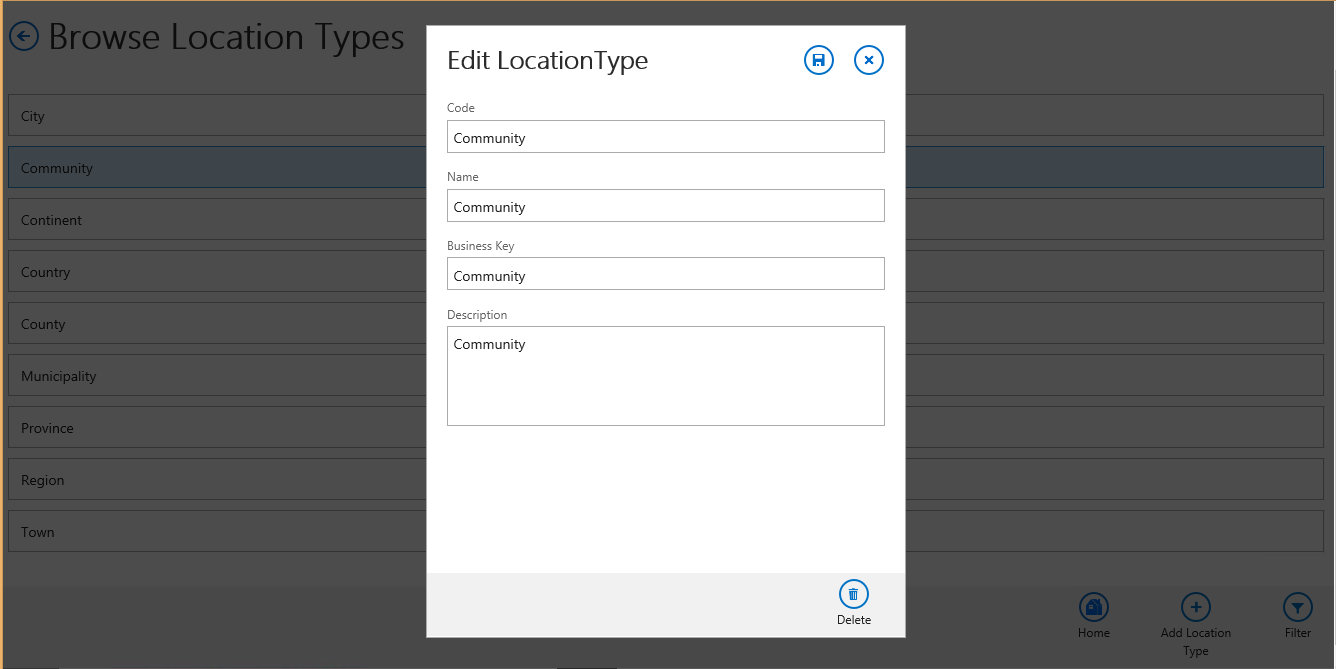 Browse Location Types
City
Community
Continent
Country
County
Municipality
Province
Region
Town
Edit LocationType
Code
Community
Name
Community
Business Key
Community
Description
Community
Delete
Home
Add Location
Type
Filter